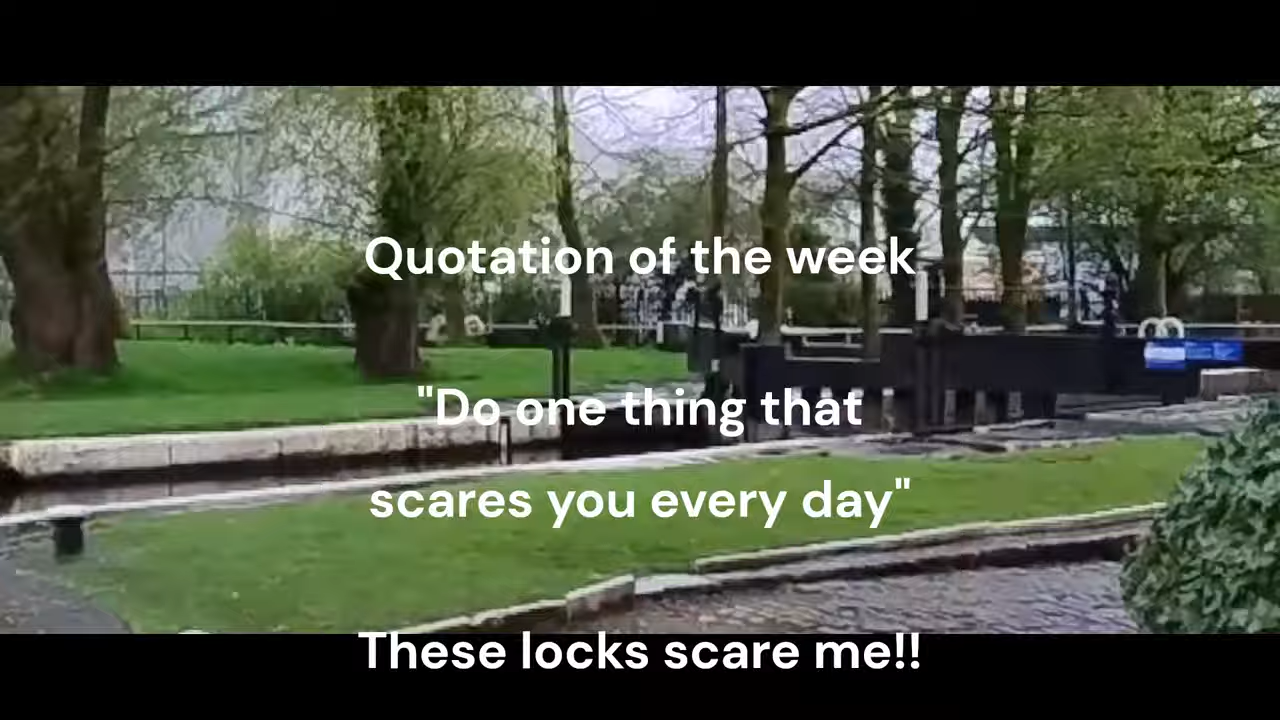 Quotation of the week
"Do one thing that
scares you every day"
These locks scare me!!